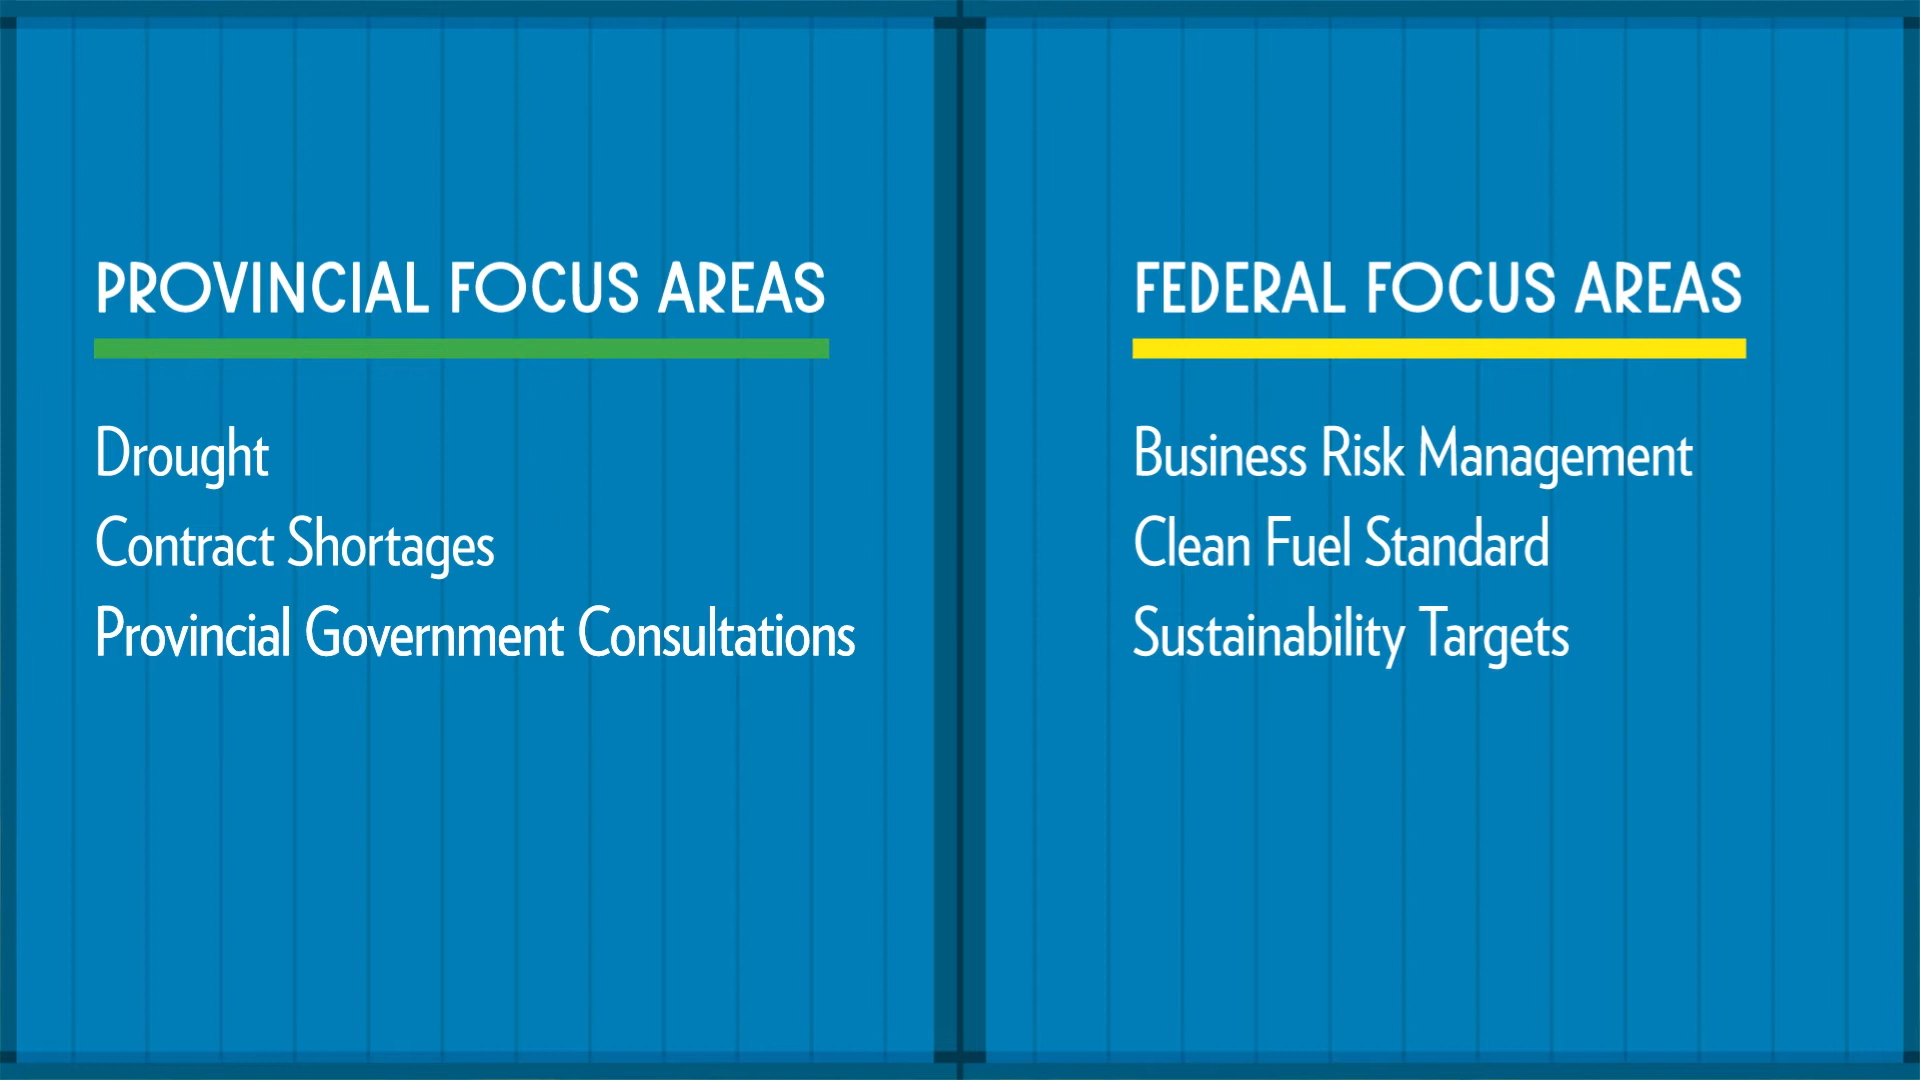 PROVINCIAL FOCUS AREAS
Drought
Contract Shortages
Provincial Government Consultations
FEDERAL FOCUS AREAS
Business Risk Management
Clean Fuel Standard
Sustainability Targets